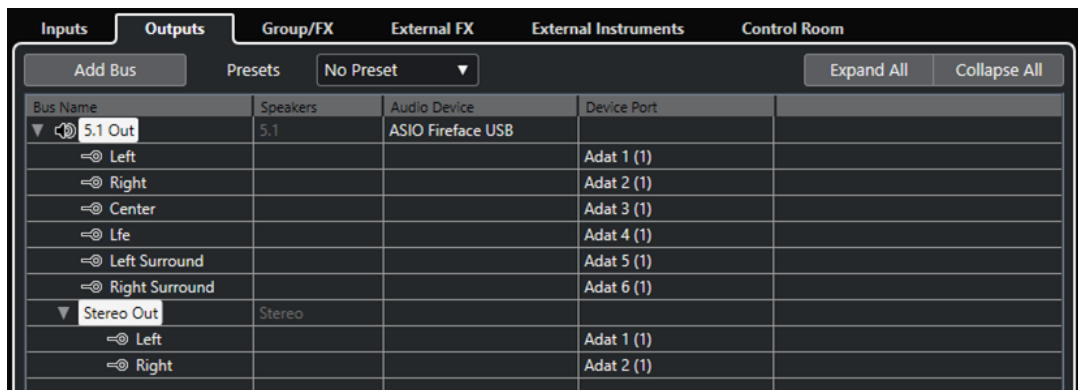 Inputs Outputs Group/FX External FX External Instruments Control Room
Add Bus Presets No Preset Expand All Collapse All
Bus Name Speakers Audio Device Device Port
5.1 Out 5.1 ASIO Fireface USB
Left Adat 1 (1)
Right Adat 2 (1)
Center Adat 3 (1)
Lfe Adat 4 (1)
Left Surround Adat 5 (1)
Right Surround Adat 6 (1)
Stereo Out Stereo
Left Adat 1 (1)
Right Adat 2 (1)